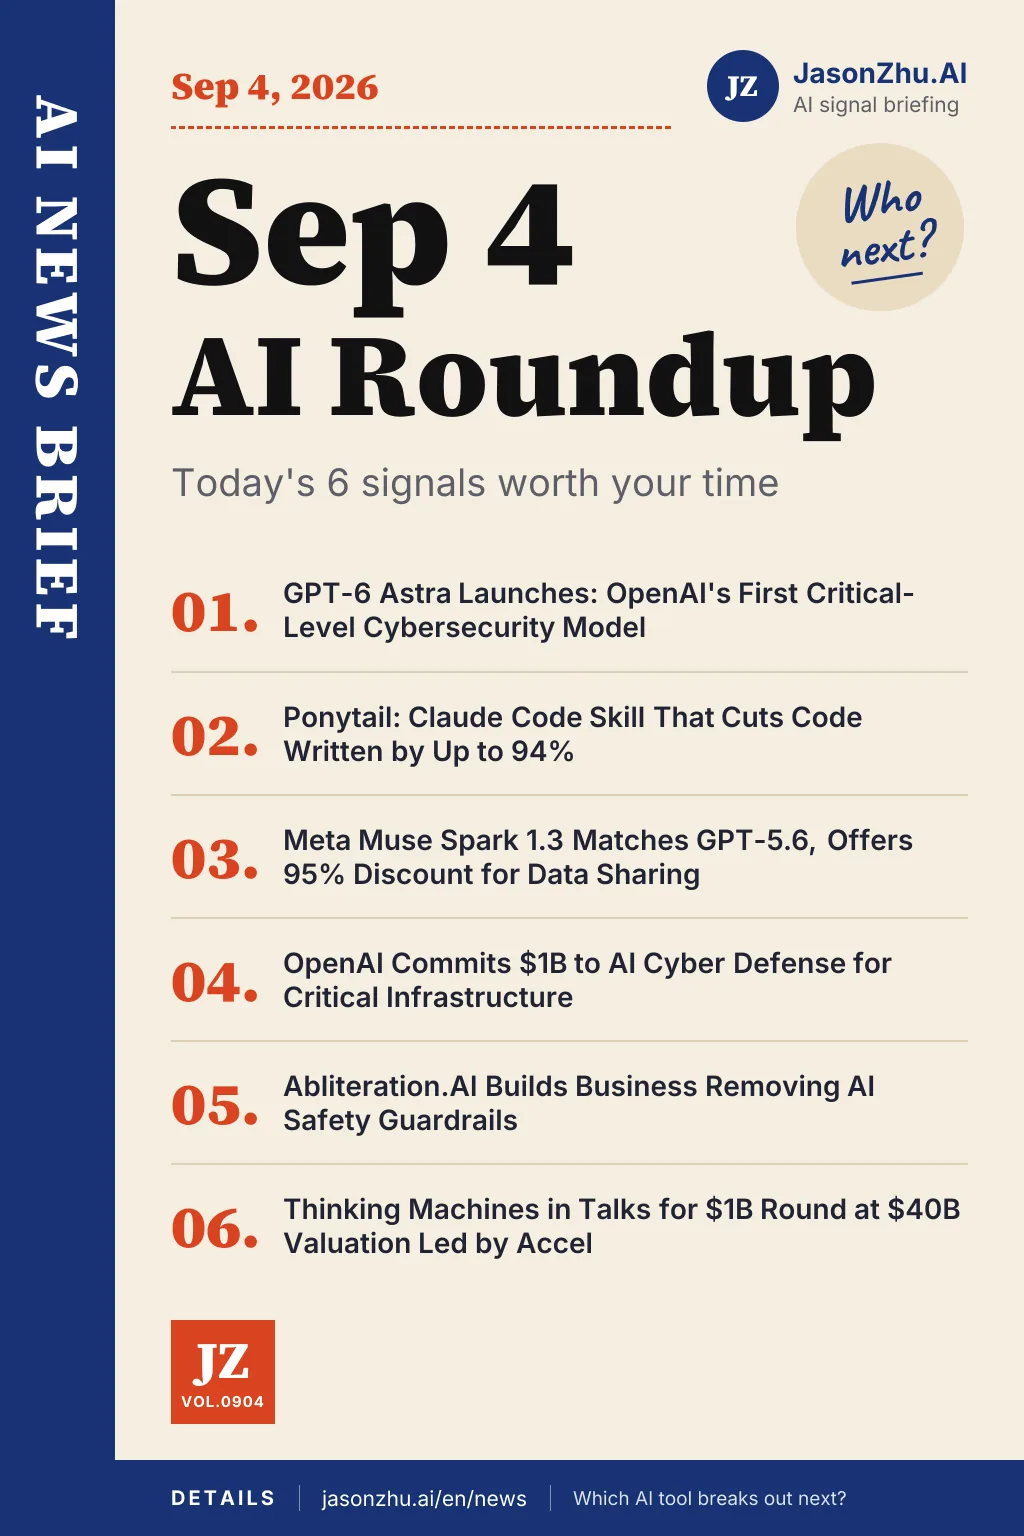 AI NEWS BRIEF
Sep 4, 2026
JZ
JasonZhu.AI
AI signal briefing
Who
next?
Sep 4
AI Roundup
Today's 6 signals worth your time
01.
GPT-6 Astra Launches: OpenAI's First Critical-
Level Cybersecurity Model
02.
Ponytail: Claude Code Skill That Cuts Code
Written by Up to 94%
03.
Meta Muse Spark 1.3 Matches GPT-5.6, Offers
95% Discount for Data Sharing
04.
OpenAI Commits $1B to AI Cyber Defense for
Critical Infrastructure
05.
Abliteration.AI Builds Business Removing AI
Safety Guardrails
06.
Thinking Machines in Talks for $1B Round at $40B
Valuation Led by Accel
JZ
VOL.0904
DETAILS
jasonzhu.ai/en/news
Which AI tool breaks out next?